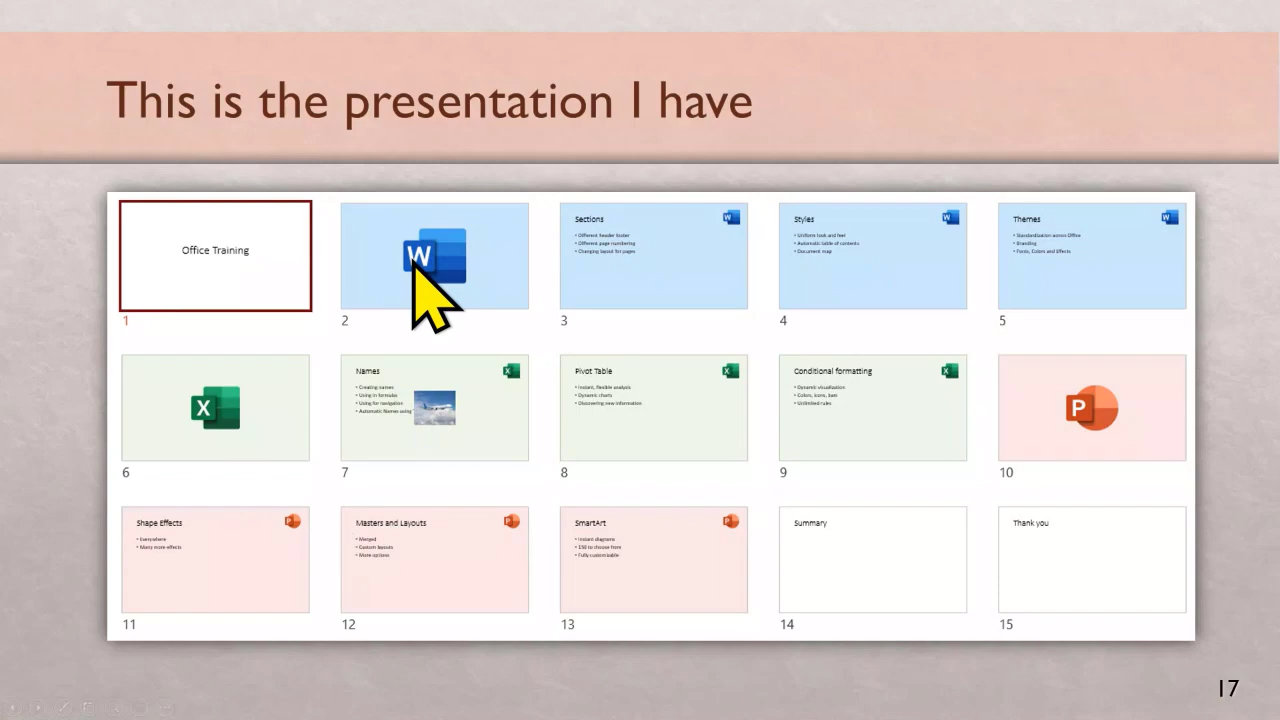 This is the presentation I have
Office Training
1
W
2
Sections
W
• Different header footer
• Different page numbering
• Changing layout for pages
3
Styles
W
• Uniform look and feel
• Automatic table of contents
• Document map
4
Themes
W
• Standardization across Office
• Branding
• Fonts, Colors and Effects
5
X
6
Names
X
• Creating names
• Using in formulas
• Using for navigation
• Automatic Names using
7
Pivot Table
X
• Instant, flexible analysis
• Dynamic charts
• Discovering new information
8
Conditional formatting
X
• Dynamic visualization
• Colors, icons, bars
• Unlimited rules
9
P
10
Shape Effects
P
• Everywhere
• Many more effects
11
Masters and Layouts
P
• Merged
• Custom layouts
• More options
12
SmartArt
P
• Instant diagrams
• 150 to choose from
• Fully customizable
13
Summary
14
Thank you
15
17